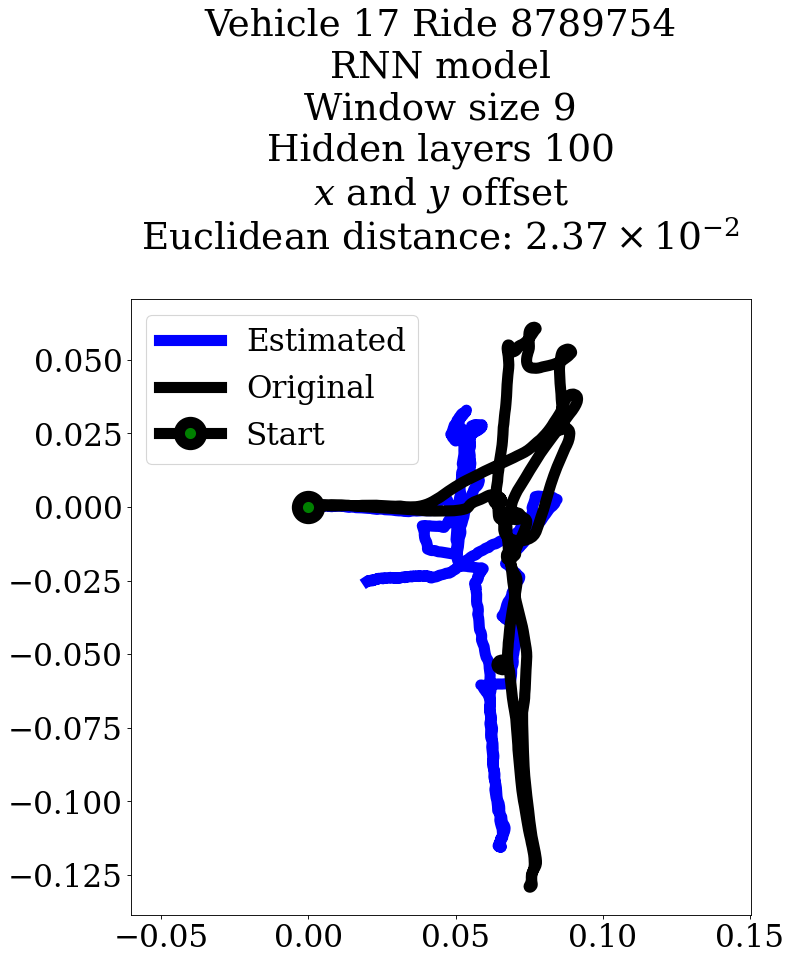 Vehicle 17 Ride 8789754
RNN model
Window size 9
Hidden layers 100
x and y offset
Euclidean distance: 2.37 × 10⁻²
Estimated
Original
Start
0.050
0.025
0.000
−0.025
−0.050
−0.075
−0.100
−0.125
−0.05 0.00 0.05 0.10 0.15